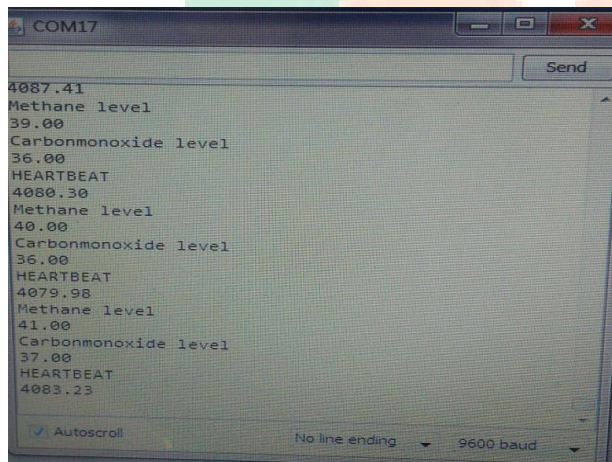 COM17
Send
4087.41
Methane level
39.00
Carbonmonoxide level
36.00
HEARTBEAT
4080.30
Methane level
40.00
Carbonmonoxide level
36.00
HEARTBEAT
4079.98
Methane level
41.00
Carbonmonoxide level
37.00
HEARTBEAT
4083.23
Autoscroll
No line ending
9600 baud